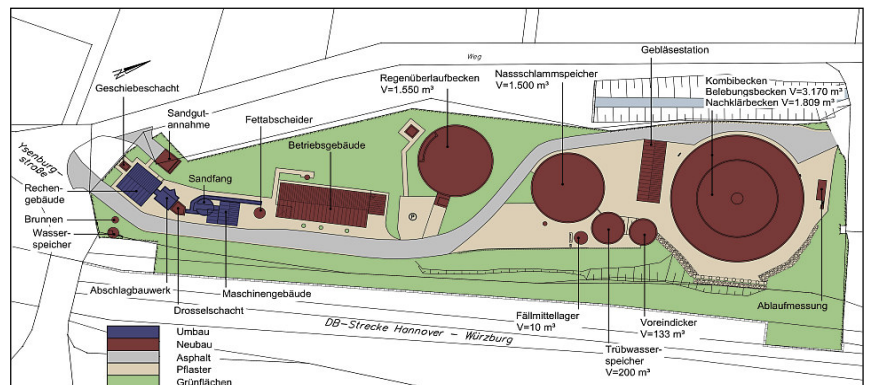 Weg
Gebläsestation
Regenüberlaufbecken
V=1.550 m³
Nassschlammspeicher
V=1.500 m³
Kombibecken
Belebungsbecken V=3.170 m³
Nachklärbecken V=1.809 m³
Geschiebeschacht
Sandgut-
annahme
Fettabscheider
Betriebsgebäude
Ysenburg-
straße
Sandfang
Rechen-
gebäude
Brunnen
Wasser-
speicher
P
Abschlagbauwerk
Maschinengebäude
Drosselschacht
Ablaufmessung
Fällmittellager
V=10 m³
Voreindicker
V=133 m³
Trübwasser-
speicher
V=200 m³
DB-Strecke Hannover - Würzburg
Umbau
Neubau
Asphalt
Pflaster
Grünflächen